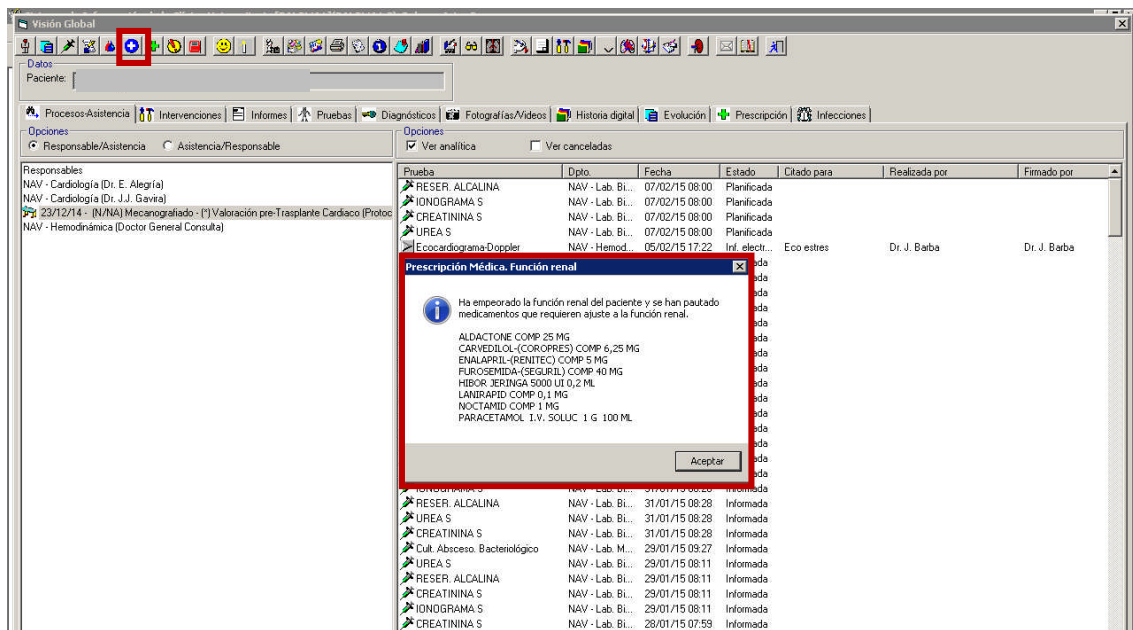 Visión Global
Datos
Paciente:
Procesos-Asistencia Intervenciones Informes Pruebas Diagnósticos Fotografías/Videos Historia digital Evolución Prescripción Infecciones
Opciones
Responsable/Asistencia Asistencia/Responsable
Responsables
NAV - Cardiología (Dr. E. Alegría)
NAV - Cardiología (Dr. J.J. Gavira)
23/12/14 - (N/NA) Mecanografiado - (*) Valoración pre-Trasplante Cardiaco (Protoc
NAV - Hemodinámica (Doctor General Consulta)
Opciones
Ver analítica Ver canceladas
Prueba Dpto. Fecha Estado Citado para Realizada por Firmado por
RESER. ALCALINA NAV - Lab. Bi... 07/02/15 08:00 Planificada
IONOGRAMA S NAV - Lab. Bi... 07/02/15 08:00 Planificada
CREATININA S NAV - Lab. Bi... 07/02/15 08:00 Planificada
UREA S NAV - Lab. Bi... 07/02/15 08:00 Planificada
Ecocardiograma-Doppler NAV - Hemod... 05/02/15 17:22 Inf. electr... Eco estres Dr. J. Barba Dr. J. Barba
Prescripción Médica. Función renal
Ha empeorado la función renal del paciente y se han pautado
medicamentos que requieren ajuste a la función renal.
ALDACTONE COMP 25 MG
CARVEDILOL-(COROPRES) COMP 6,25 MG
ENALAPRIL-(RENITEC) COMP 5 MG
FUROSEMIDA-(SEGURIL) COMP 40 MG
HIBOR JERINGA 5000 UI 0,2 ML
LANIRAPID COMP 0,1 MG
NOCTAMID COMP 1 MG
PARACETAMOL I.V. SOLUC 1 G 100 ML
Aceptar
RESER. ALCALINA NAV - Lab. Bi... 31/01/15 08:28 Informada
UREA S NAV - Lab. Bi... 31/01/15 08:28 Informada
CREATININA S NAV - Lab. Bi... 31/01/15 08:28 Informada
Cult. Absceso. Bacteriológico NAV - Lab. M... 29/01/15 09:27 Informada
UREA S NAV - Lab. Bi... 29/01/15 08:11 Informada
RESER. ALCALINA NAV - Lab. Bi... 29/01/15 08:11 Informada
CREATININA S NAV - Lab. Bi... 29/01/15 08:11 Informada
IONOGRAMA S NAV - Lab. Bi... 29/01/15 08:11 Informada
CREATININA S NAV - Lab. Bi... 28/01/15 07:59 Informada